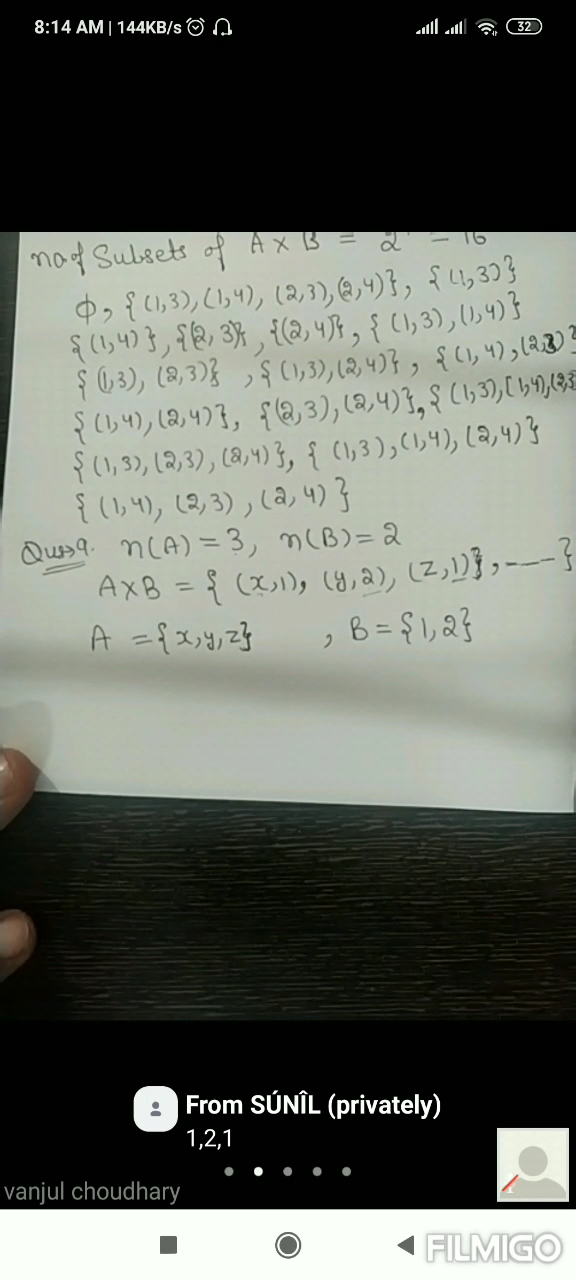 8:14 AM | 144KB/s
32
no of Subsets of A × B = 2⁴ = 16
ϕ, { (1,3), (1,4), (2,3), (2,4)}, { (1,3)}
{ (1,4) }, {(2,3)}, {(2,4)}, { (1,3), (1,4)}
{ (1,3), (2,3)} , { (1,3), (2,4)} , { (1,4), (2,3)}
{ (1,4), (2,4)}, {(2,3), (2,4)}, { (1,3), (1,4), (2,3
{ (1,3), (2,3), (2,4)}, { (1,3), (1,4), (2,4)}
{ (1,4), (2,3) , (2,4) }
Ques9. n(A) = 3, n(B) = 2
A×B = { (x,1), (y,2), (z,1)}, --- }
A = {x,y,z} , B = {1,2}
From SÚNÎL (privately)
1,2,1
vanjul choudhary
FILMIGO